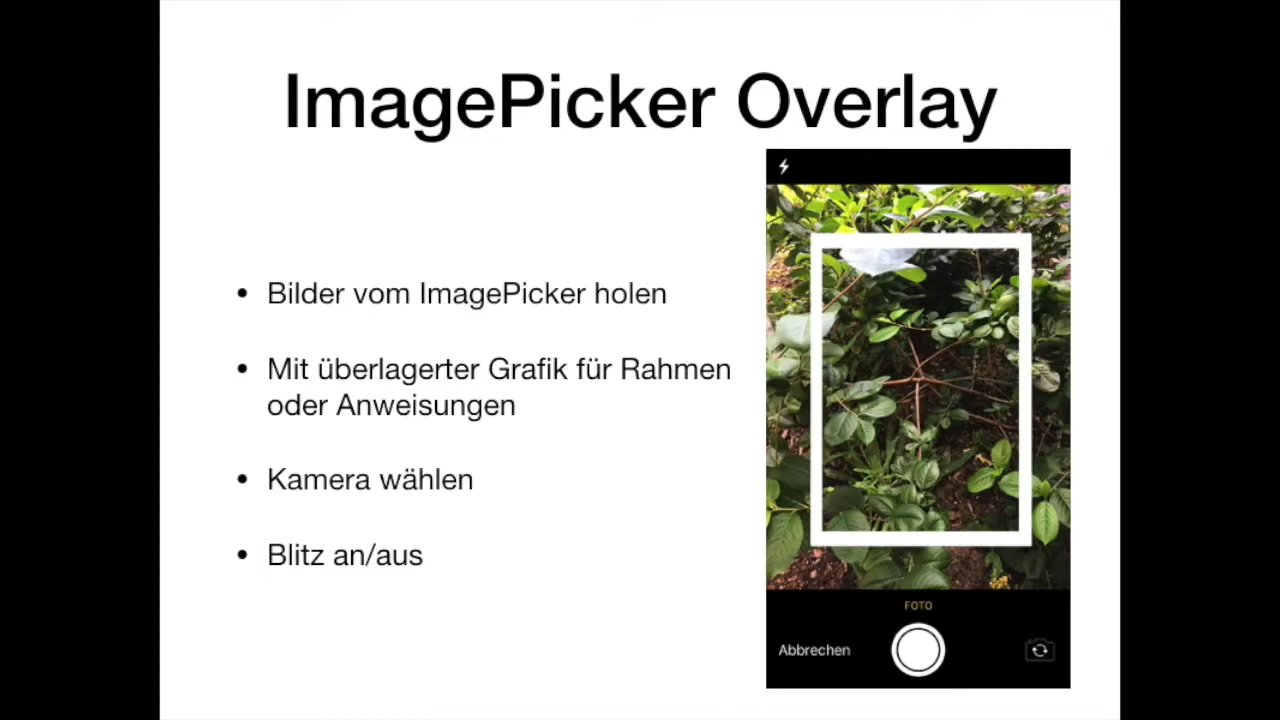 ImagePicker Overlay
• Bilder vom ImagePicker holen
• Mit überlagerter Grafik für Rahmen
oder Anweisungen
• Kamera wählen
• Blitz an/aus
FOTO
Abbrechen